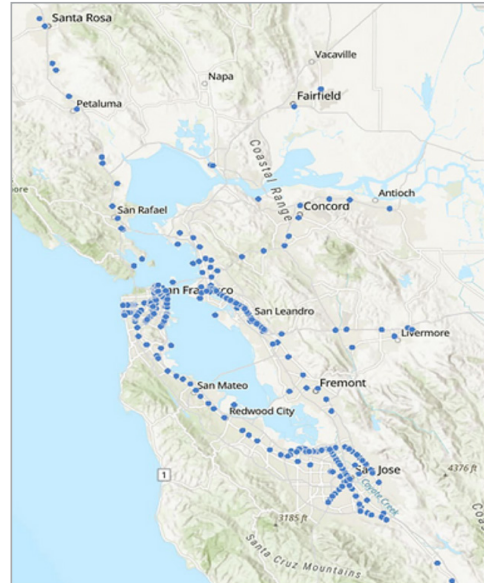 Santa Rosa
Vacaville
Napa
Fairfield
Petaluma
Coastal Range
Antioch
Concord
San Rafael
San Francisco
San Leandro
Livermore
San Mateo
Fremont
Redwood City
San Jose
4376 ft
1
Coyote Creek
3185 ft
Santa Cruz Mountains